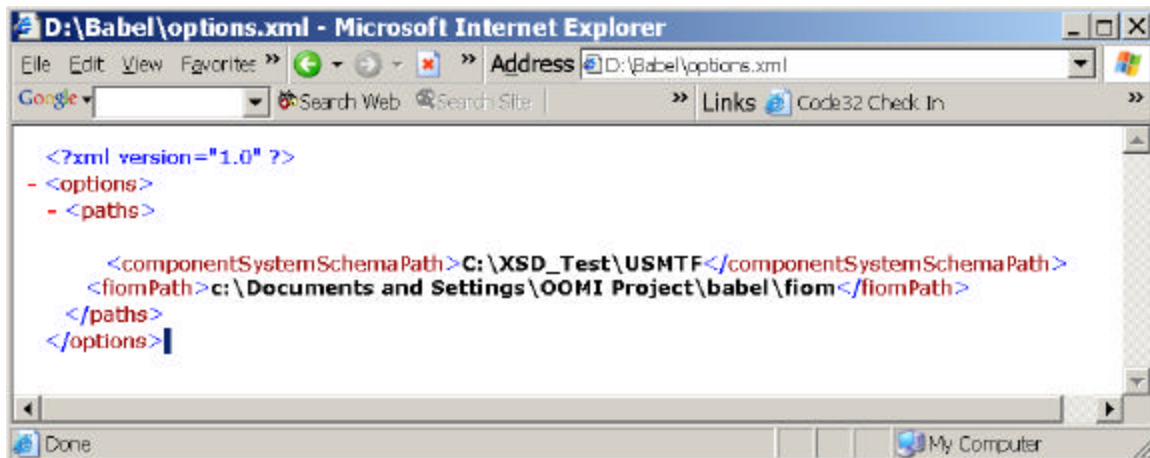 D:\Babel\options.xml - Microsoft Internet Explorer
File Edit View Favorites » » Address D:\Babel\options.xml
Google Search Web Search Site » Links Code32 Check In »
<?xml version="1.0" ?>
- <options>
- <paths>
<componentSystemSchemaPath>C:\XSD_Test\USMTF</componentSystemSchemaPath>
<fiomPath>c:\Documents and Settings\OOMI Project\babel\fiom</fiomPath>
</paths>
</options>
Done My Computer